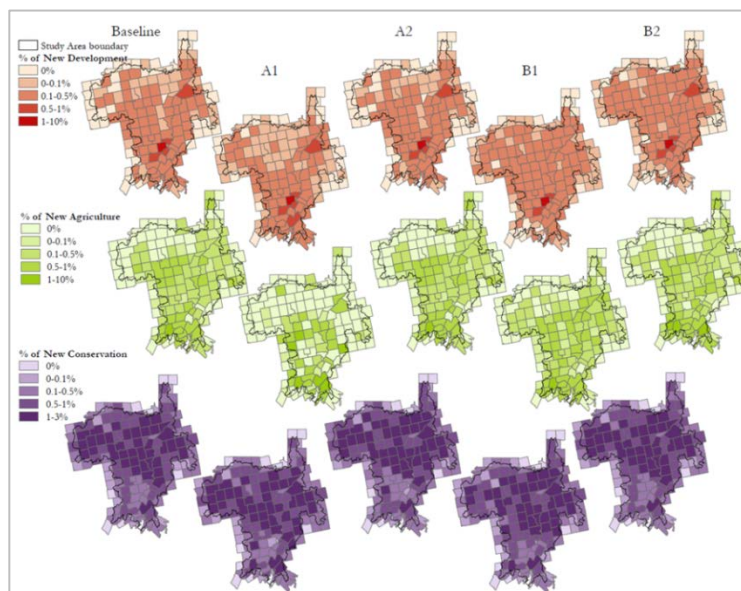 Baseline
A1
A2
B1
B2
Study Area boundary
% of New Development
0%
0-0.1%
0.1-0.5%
0.5-1%
1-10%
% of New Agriculture
0%
0-0.1%
0.1-0.5%
0.5-1%
1-10%
% of New Conservation
0%
0-0.1%
0.1-0.5%
0.5-1%
1-3%